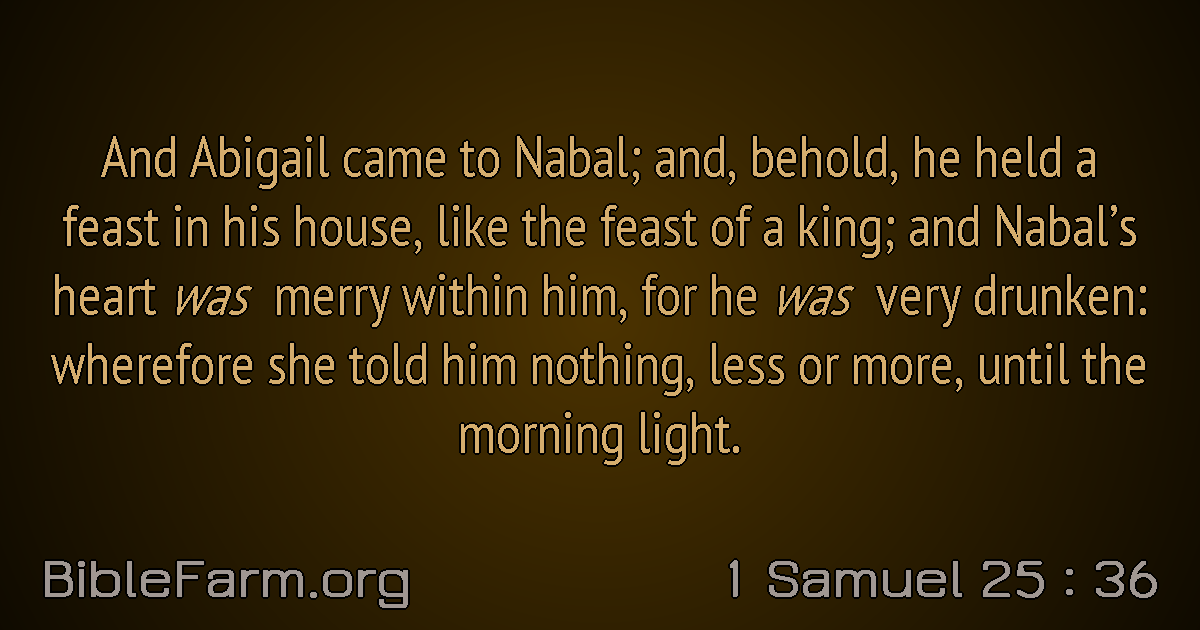 And Abigail came to Nabal; and, behold, he held a
feast in his house, like the feast of a king; and Nabal’s
heart was merry within him, for he was very drunken:
wherefore she told him nothing, less or more, until the
morning light.
BibleFarm.org
1 Samuel 25 : 36